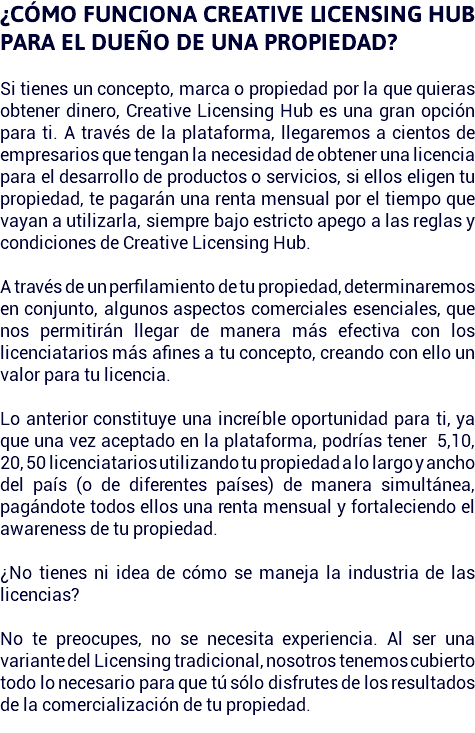 ¿CÓMO FUNCIONA CREATIVE LICENSING HUB
PARA EL DUEÑO DE UNA PROPIEDAD?
Si tienes un concepto, marca o propiedad por la que quieras
obtener dinero, Creative Licensing Hub es una gran opción
para ti. A través de la plataforma, llegaremos a cientos de
empresarios que tengan la necesidad de obtener una licencia
para el desarrollo de productos o servicios, si ellos eligen tu
propiedad, te pagarán una renta mensual por el tiempo que
vayan a utilizarla, siempre bajo estricto apego a las reglas y
condiciones de Creative Licensing Hub.
A través de un perfilamiento de tu propiedad, determinaremos
en conjunto, algunos aspectos comerciales esenciales, que
nos permitirán llegar de manera más efectiva con los
licenciatarios más afines a tu concepto, creando con ello un
valor para tu licencia.
Lo anterior constituye una increíble oportunidad para ti, ya
que una vez aceptado en la plataforma, podrías tener 5,10,
20, 50 licenciatarios utilizando tu propiedad a lo largo y ancho
del país (o de diferentes países) de manera simultánea,
pagándote todos ellos una renta mensual y fortaleciendo el
awareness de tu propiedad.
¿No tienes ni idea de cómo se maneja la industria de las
licencias?
No te preocupes, no se necesita experiencia. Al ser una
variante del Licensing tradicional, nosotros tenemos cubierto
todo lo necesario para que tú sólo disfrutes de los resultados
de la comercialización de tu propiedad.